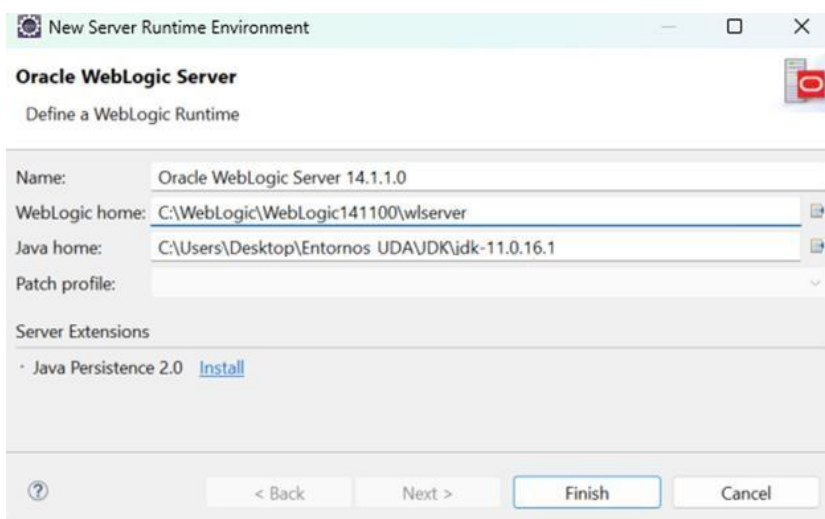 New Server Runtime Environment
Oracle WebLogic Server
Define a WebLogic Runtime
Name: Oracle WebLogic Server 14.1.1.0
WebLogic home: C:\WebLogic\WebLogic141100\wlserver
Java home: C:\Users\Desktop\Entornos UDA\JDK\jdk-11.0.16.1
Patch profile:
Server Extensions
· Java Persistence 2.0 Install
< Back Next > Finish Cancel